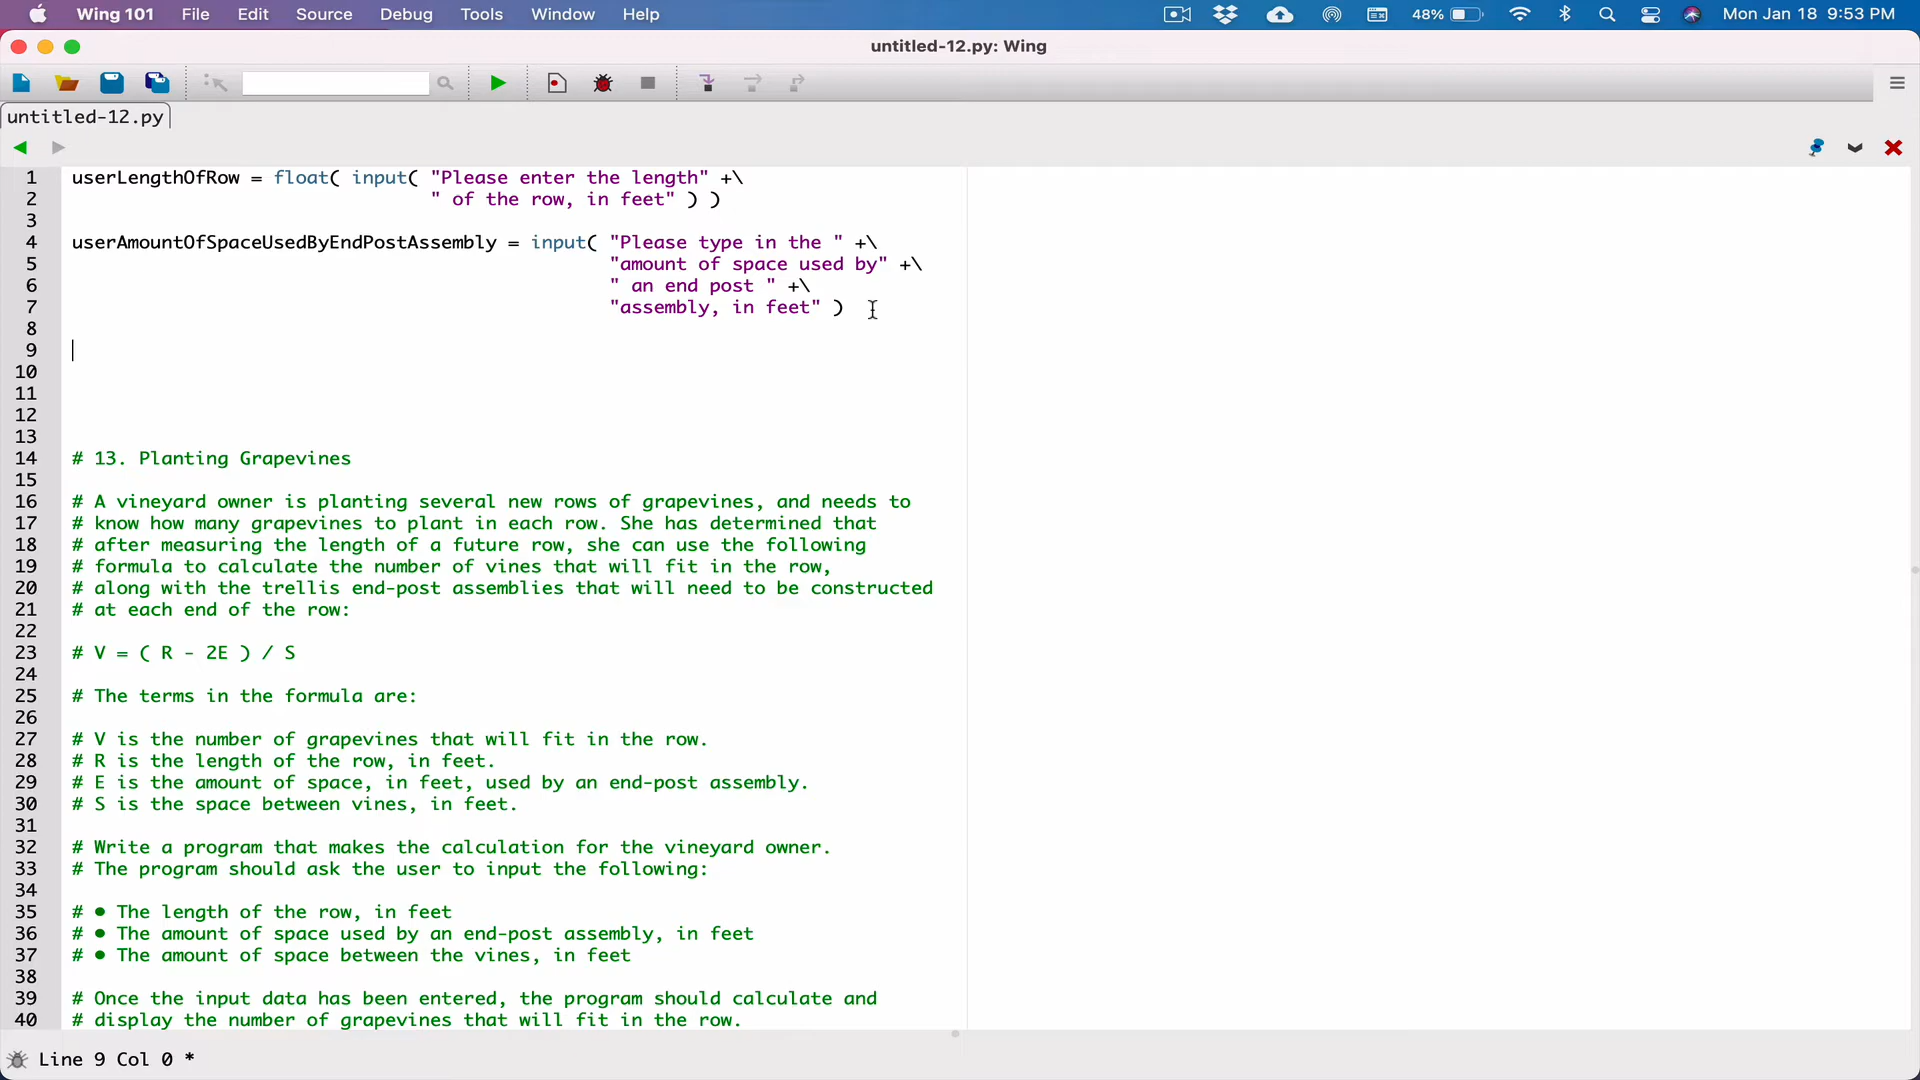 Wing 101 File Edit Source Debug Tools Window Help 48% Mon Jan 18 9:53 PM
untitled-12.py: Wing
untitled-12.py
1 userLengthOfRow = float( input( "Please enter the length" +\
2 " of the row, in feet" ) )
3
4 userAmountOfSpaceUsedByEndPostAssembly = input( "Please type in the " +\
5 "amount of space used by" +\
6 " an end post " +\
7 "assembly, in feet" )
8
9
10
11
12
13
14 # 13. Planting Grapevines
15
16 # A vineyard owner is planting several new rows of grapevines, and needs to
17 # know how many grapevines to plant in each row. She has determined that
18 # after measuring the length of a future row, she can use the following
19 # formula to calculate the number of vines that will fit in the row,
20 # along with the trellis end-post assemblies that will need to be constructed
21 # at each end of the row:
22
23 # V = ( R - 2E ) / S
24
25 # The terms in the formula are:
26
27 # V is the number of grapevines that will fit in the row.
28 # R is the length of the row, in feet.
29 # E is the amount of space, in feet, used by an end-post assembly.
30 # S is the space between vines, in feet.
31
32 # Write a program that makes the calculation for the vineyard owner.
33 # The program should ask the user to input the following:
34
35 # ● The length of the row, in feet
36 # ● The amount of space used by an end-post assembly, in feet
37 # ● The amount of space between the vines, in feet
38
39 # Once the input data has been entered, the program should calculate and
40 # display the number of grapevines that will fit in the row.
Line 9 Col 0 *